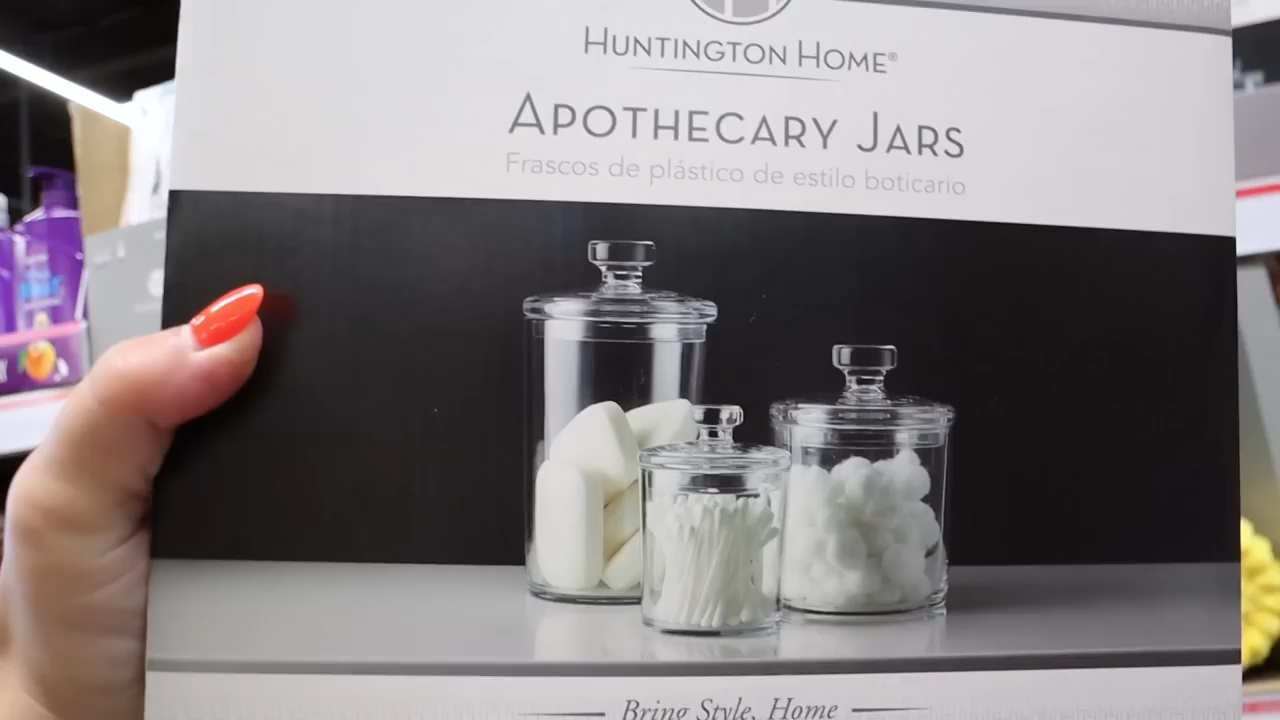 HUNTINGTON HOME®
APOTHECARY JARS
Frascos de plástico de estilo boticario
Bring Style, Home